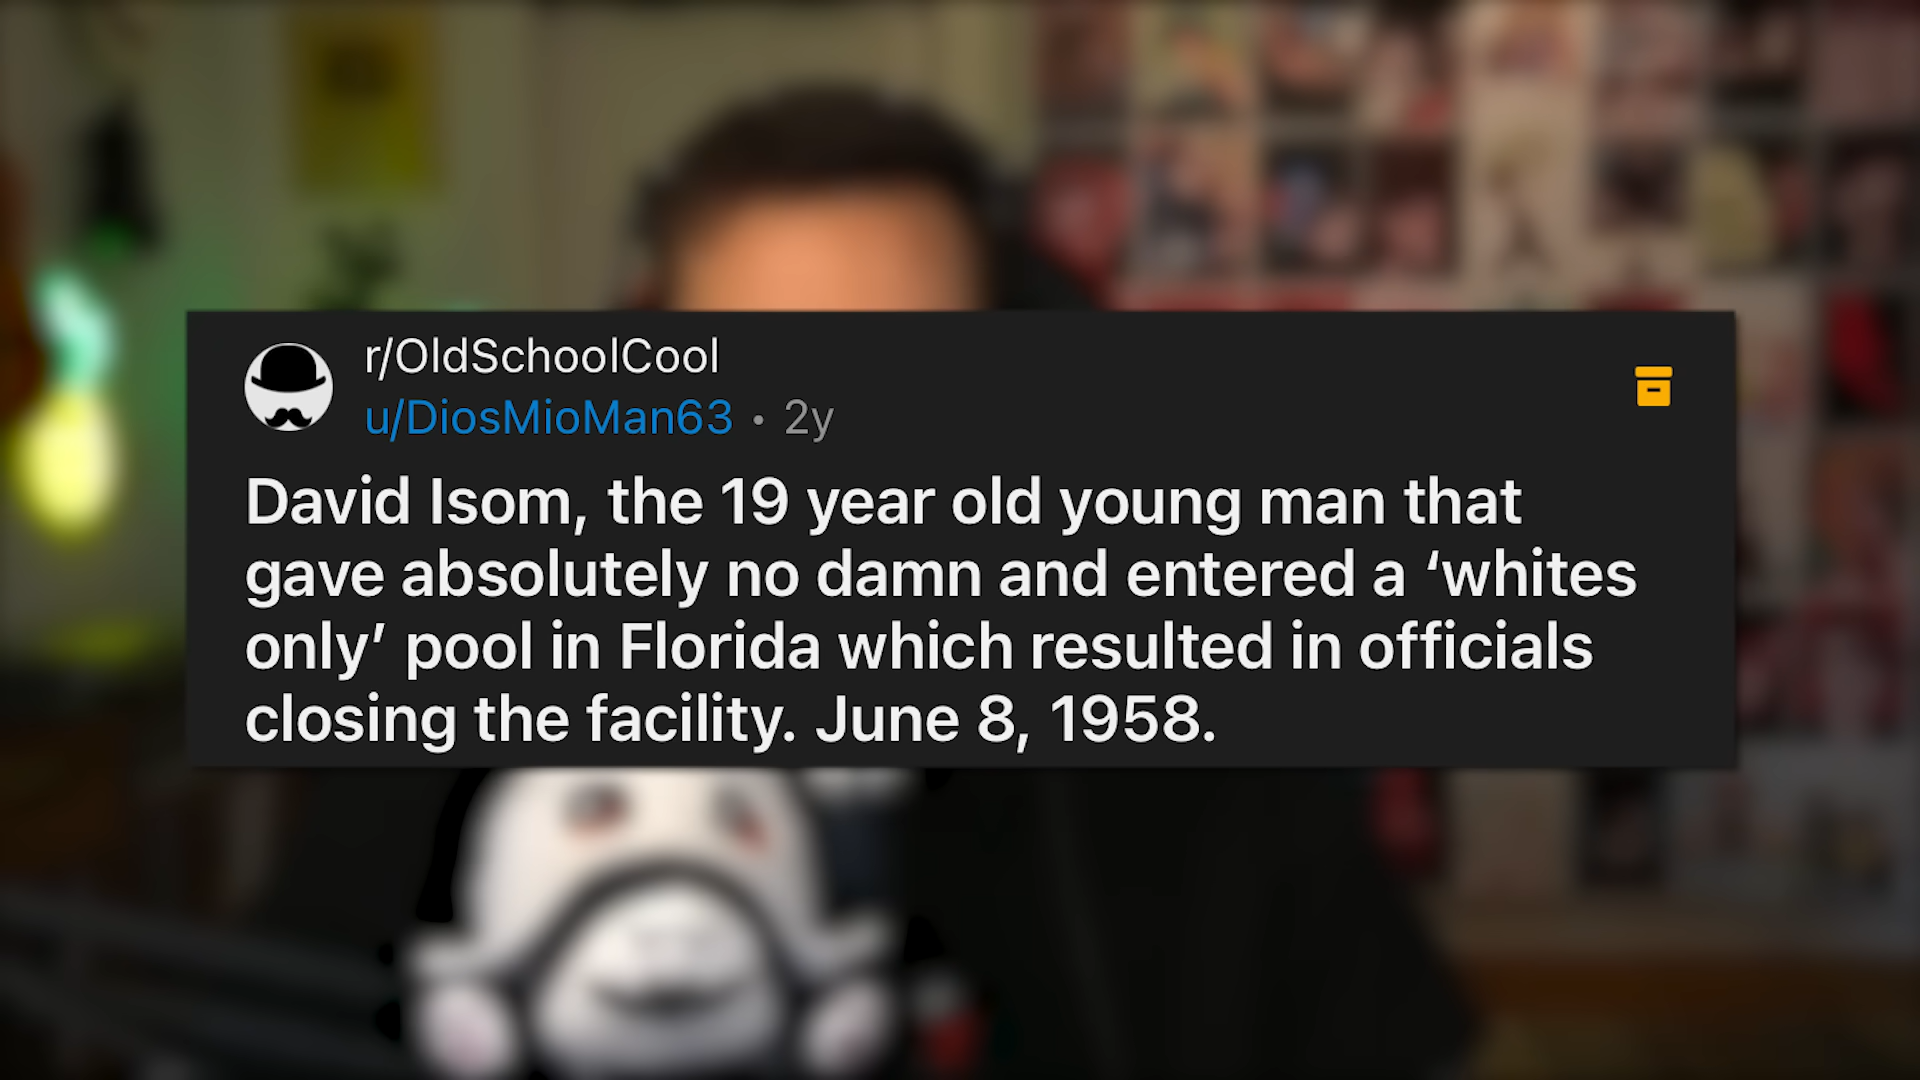 r/OldSchoolCool
u/DiosMioMan63 • 2y
David Isom, the 19 year old young man that
gave absolutely no damn and entered a ‘whites
only’ pool in Florida which resulted in officials
closing the facility. June 8, 1958.